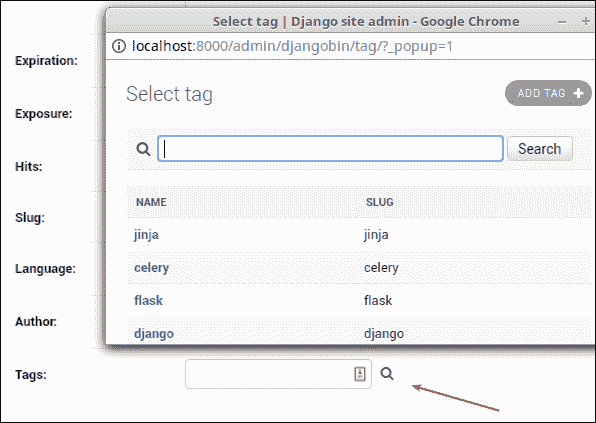 Select tag | Django site admin - Google Chrome
localhost:8000/admin/djangobin/tag/?_popup=1
Select tag
ADD TAG +
Search
NAME SLUG
jinja jinja
celery celery
flask flask
django django
Expiration:
Exposure:
Hits:
Slug:
Language:
Author:
Tags: